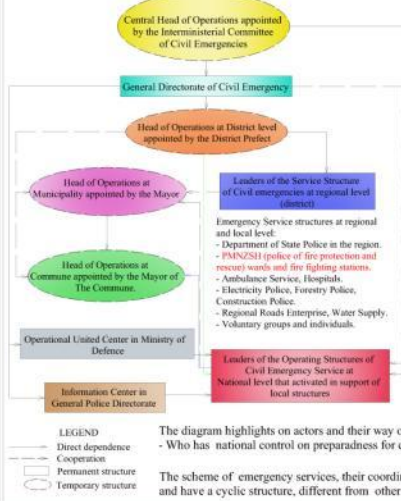 Central Head of Operations appointed
by the Interministerial Committee
of Civil Emergencies
General Directorate of Civil Emergency
Head of Operations at District level
appointed by the District Prefect
Head of Operations at
Municipality appointed by the Mayor
Leaders of the Service Structure
of Civil emergencies at regional level
(district)
Emergency Service structures at regional
and local level:
- Department of State Police in the region.
- PMNZSH (police of fire protection and
rescue) wards and fire fighting stations.
- Ambulance Service, Hospitals.
- Electricity Police, Forestry Police,
Construction Police.
- Regional Roads Enterprise, Water Supply.
- Voluntary groups and individuals.
Head of Operations at
Commune appointed by the Mayor of
The Commune.
Operational United Center in Ministry of
Defence
Leaders of the Operating Structures of
Civil Emergency Service at
National level that activated in support of
local structures
Information Center in
General Police Directorate
LEGEND
Direct dependence
Cooperation
Permanent structure
Temporary structure
The diagram highlights on actors and their way o
- Who has national control on preparedness for
The scheme of emergency services, their coordin
and have a cyclic structure, different from other